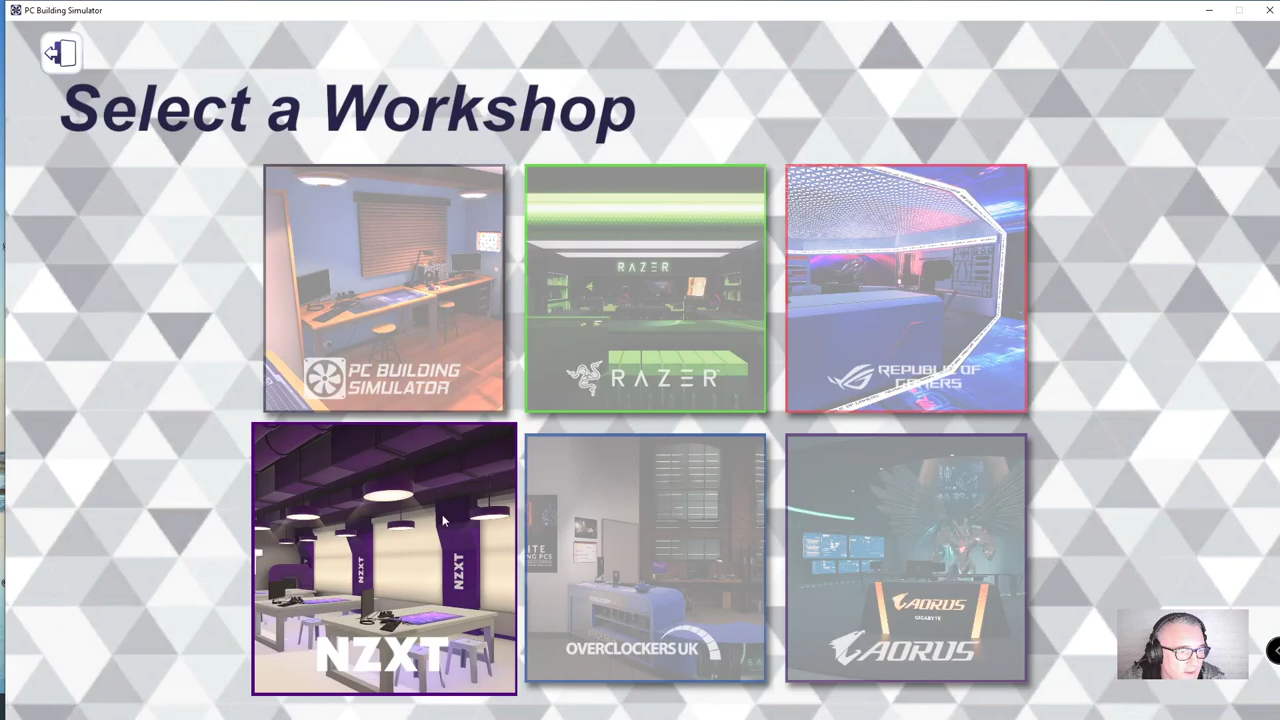 PC Building Simulator
Select a Workshop
PC BUILDING
SIMULATOR
RAZER
RAZER
REPUBLIC OF
GAMERS
NZXT
NZXT
NZXT
OVERCLOCKERS UK
AORUS
GIGABYTE
AORUS